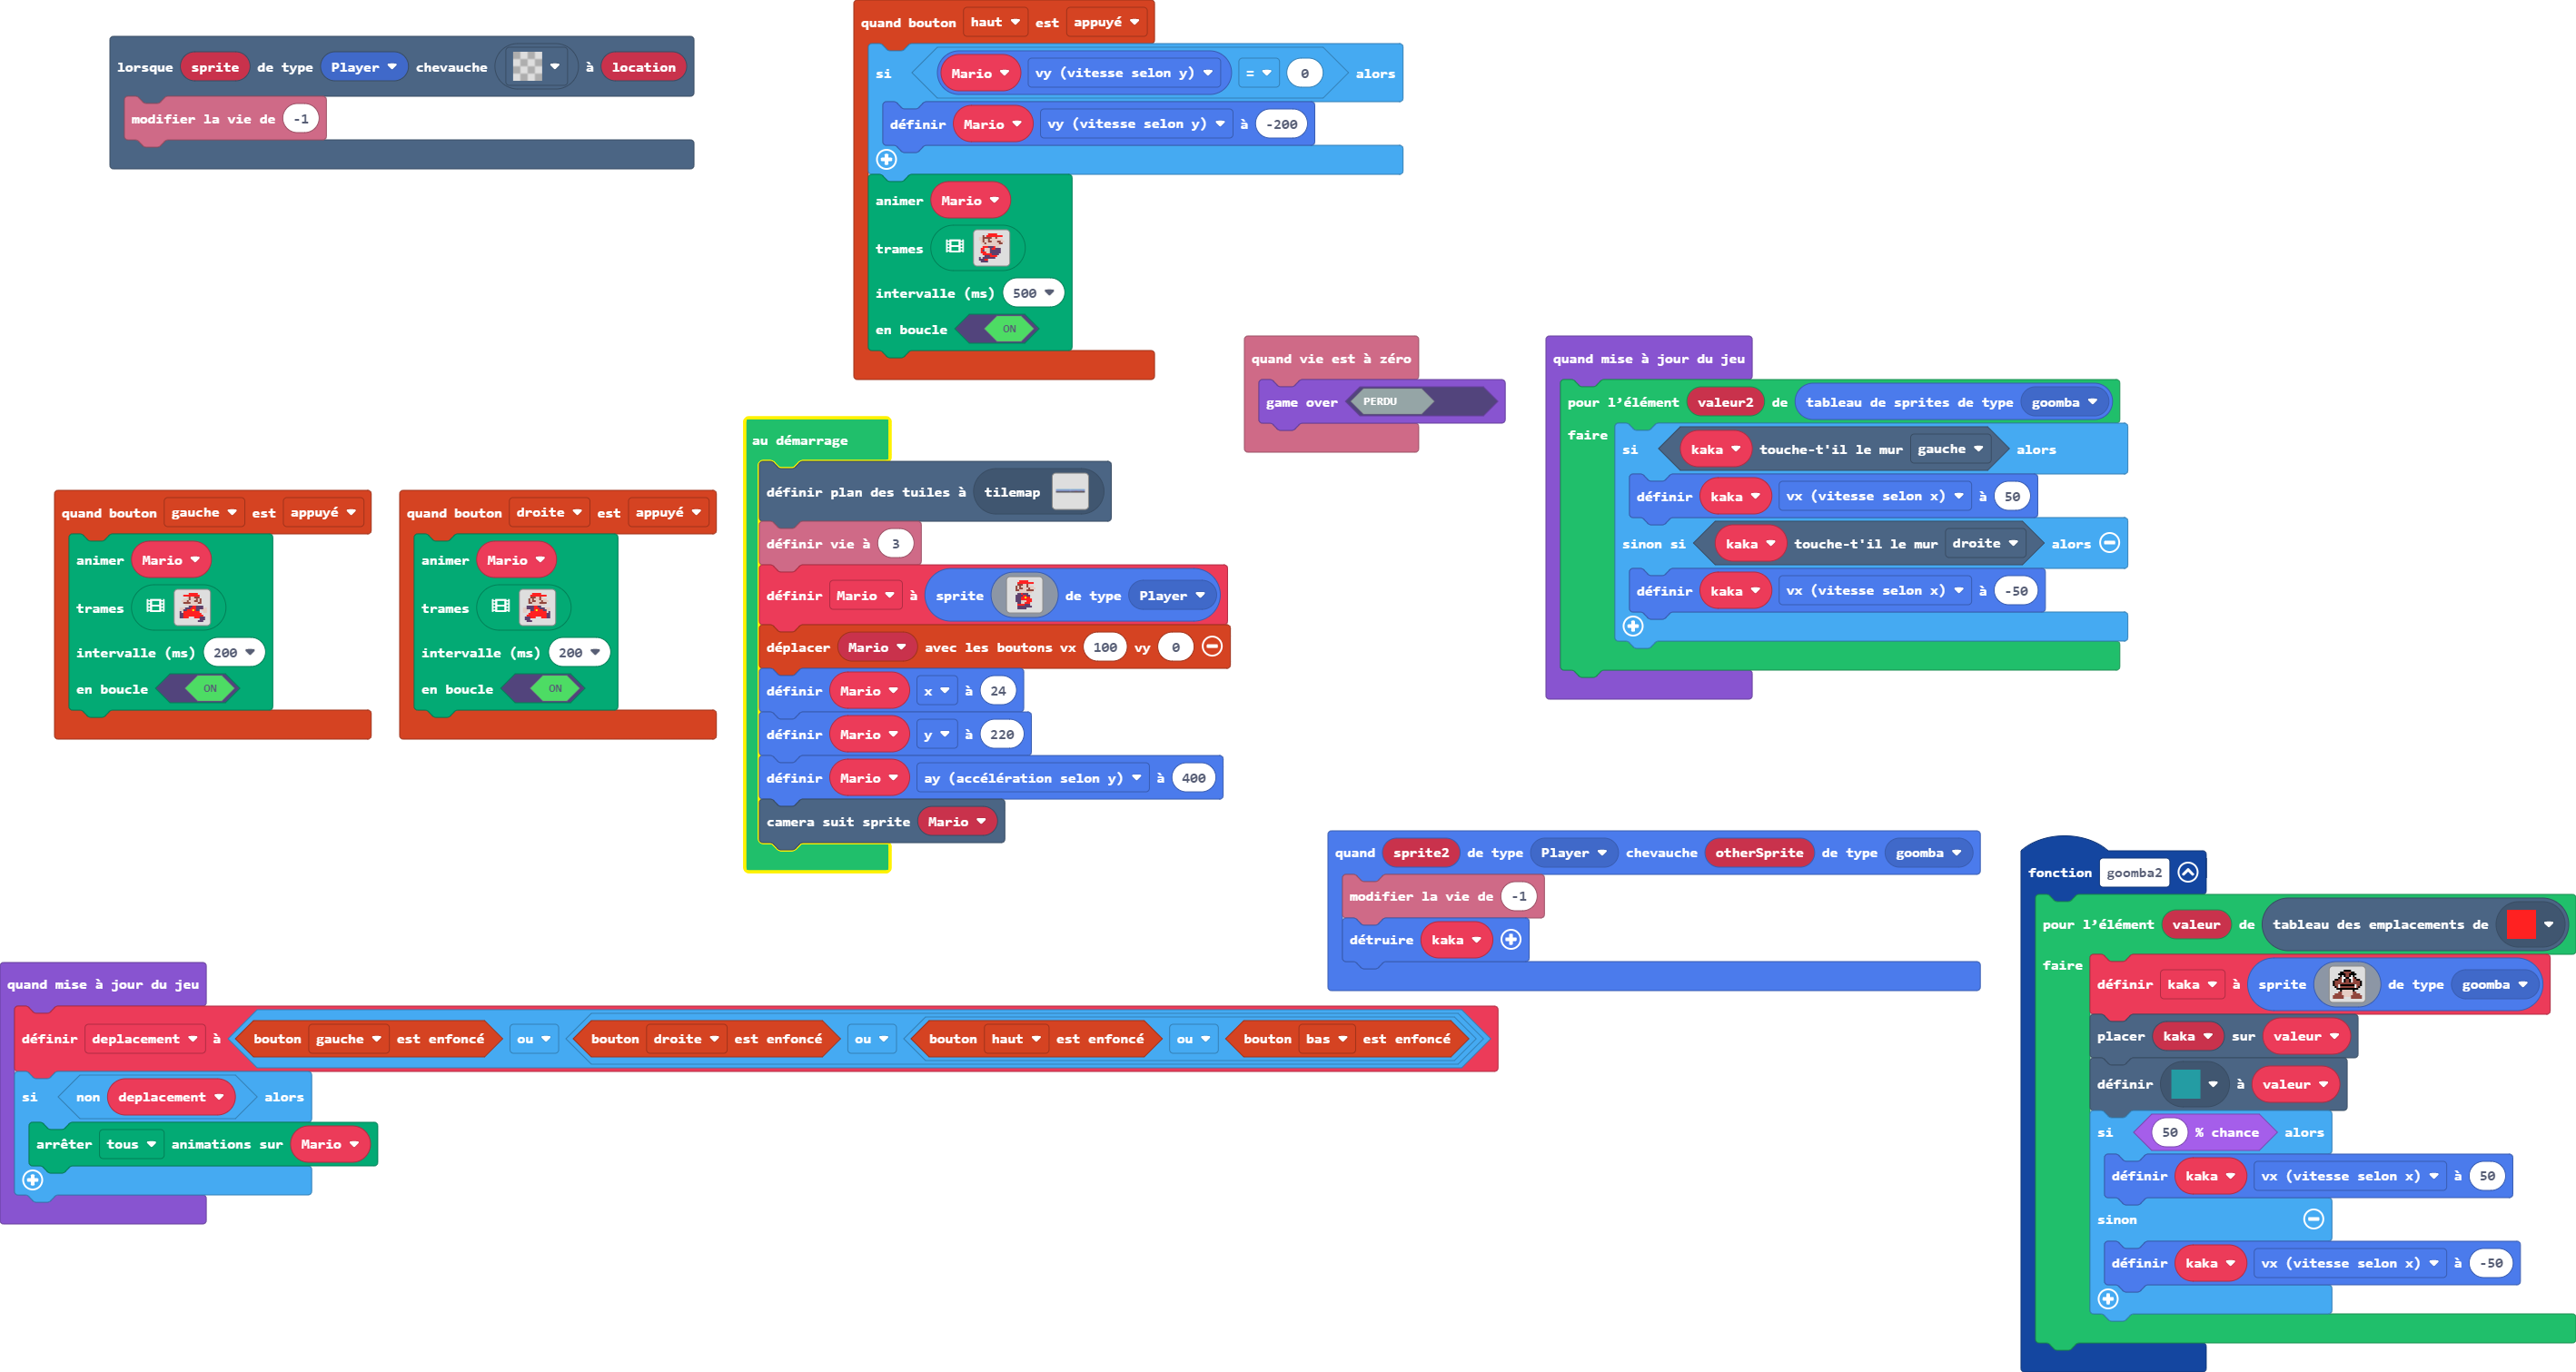 lorsque sprite de type Player chevauche à location
modifier la vie de -1
quand bouton haut est appuyé
si Mario vy (vitesse selon y) = 0 alors
définir Mario vy (vitesse selon y) à -200
animer Mario
trames
intervalle (ms) 500
en boucle ON
quand vie est à zéro
game over PERDU
quand mise à jour du jeu
pour l'élément valeur2 de tableau de sprites de type goomba
faire
si kaka touche-t'il le mur gauche alors
définir kaka vx (vitesse selon x) à 50
sinon si kaka touche-t'il le mur droite alors
définir kaka vx (vitesse selon x) à -50
quand bouton gauche est appuyé
animer Mario
trames
intervalle (ms) 200
en boucle ON
quand bouton droite est appuyé
animer Mario
trames
intervalle (ms) 200
en boucle ON
au démarrage
définir plan des tuiles à tilemap
définir vie à 3
définir Mario à sprite de type Player
déplacer Mario avec les boutons vx 100 vy 0
définir Mario x à 24
définir Mario y à 220
définir Mario ay (accélération selon y) à 400
camera suit sprite Mario
quand sprite2 de type Player chevauche otherSprite de type goomba
modifier la vie de -1
détruire kaka
fonction goomba2
pour l'élément valeur de tableau des emplacements de
faire
définir kaka à sprite de type goomba
placer kaka sur valeur
définir à valeur
si 50 % chance alors
définir kaka vx (vitesse selon x) à 50
sinon
définir kaka vx (vitesse selon x) à -50
quand mise à jour du jeu
définir deplacement à bouton gauche est enfoncé ou bouton droite est enfoncé ou bouton haut est enfoncé ou bouton bas est enfoncé
si non deplacement alors
arrêter tous animations sur Mario